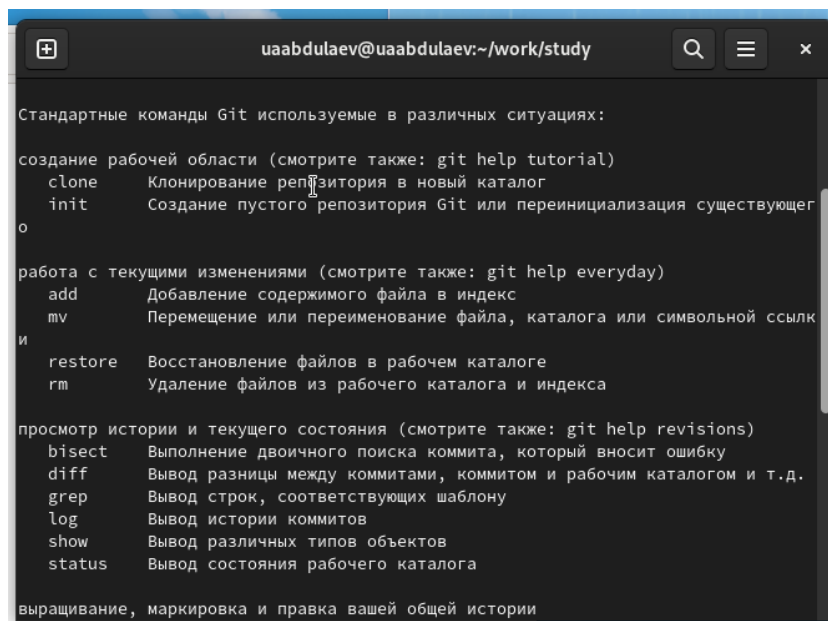 uaabdulaev@uaabdulaev:~/work/study
Стандартные команды Git используемые в различных ситуациях:
создание рабочей области (смотрите также: git help tutorial)
clone Клонирование репозитория в новый каталог
init Создание пустого репозитория Git или переинициализация существующег
о
работа с текущими изменениями (смотрите также: git help everyday)
add Добавление содержимого файла в индекс
mv Перемещение или переименование файла, каталога или символьной ссылк
и
restore Восстановление файлов в рабочем каталоге
rm Удаление файлов из рабочего каталога и индекса
просмотр истории и текущего состояния (смотрите также: git help revisions)
bisect Выполнение двоичного поиска коммита, который вносит ошибку
diff Вывод разницы между коммитами, коммитом и рабочим каталогом и т.д.
grep Вывод строк, соответствующих шаблону
log Вывод истории коммитов
show Вывод различных типов объектов
status Вывод состояния рабочего каталога
выращивание, маркировка и правка вашей общей истории